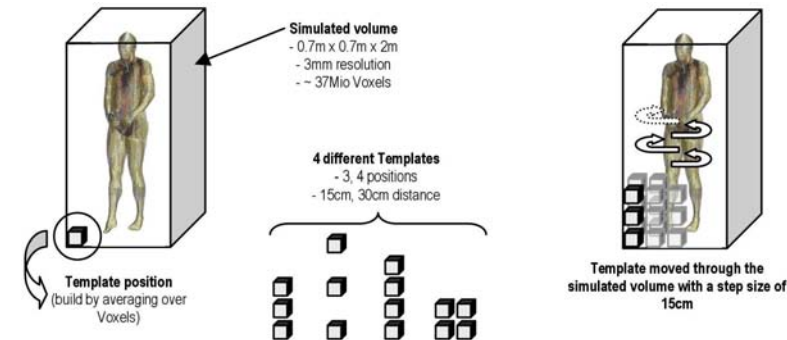 Simulated volume
- 0.7m x 0.7m x 2m
- 3mm resolution
- ~ 37Mio Voxels
4 different Templates
- 3, 4 positions
- 15cm, 30cm distance
Template position
(build by averaging over
Voxels)
Template moved through the
simulated volume with a step size of
15cm